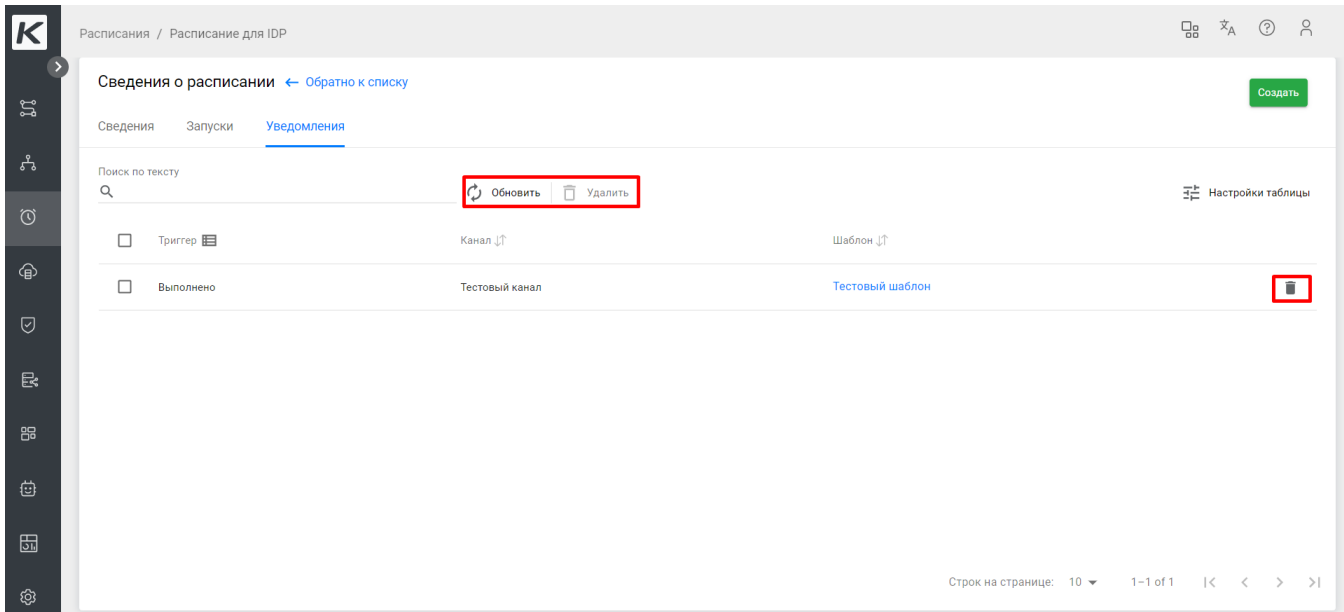 K
Расписания / Расписание для IDP
Сведения о расписании ← Обратно к списку
Создать
Сведения Запуски Уведомления
Поиск по тексту
Обновить Удалить
Настройки таблицы
Триггер Канал Шаблон
Выполнено Тестовый канал Тестовый шаблон
Строк на странице: 10 1–1 of 1